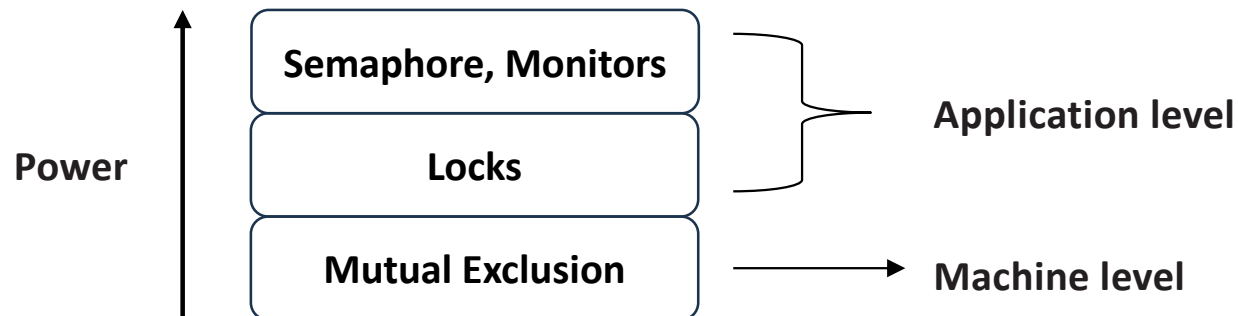 Semaphore, Monitors
Application level
Power
Locks
Mutual Exclusion
Machine level